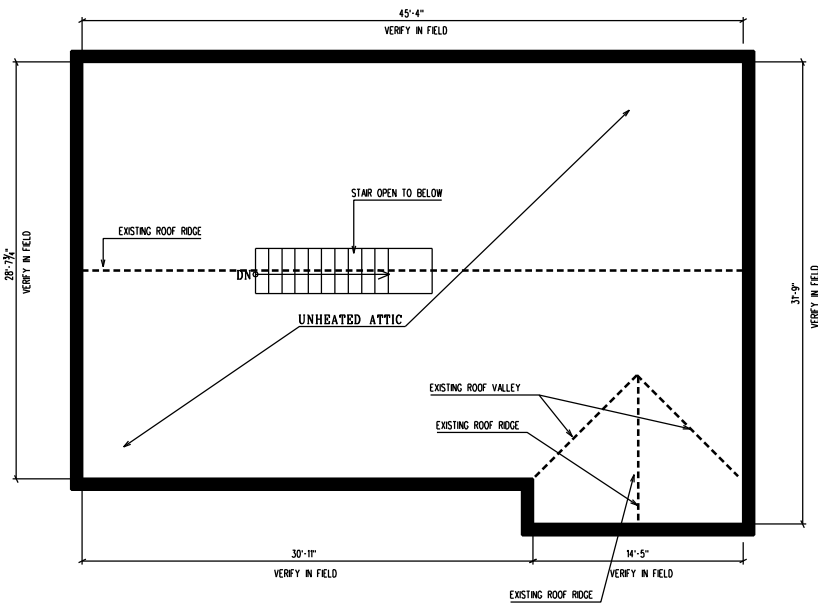 45'-4"
VERIFY IN FIELD
STAIR OPEN TO BELOW
EXISTING ROOF RIDGE
28'-7¾"
VERIFY IN FIELD
DN
31'-9"
VERIFY IN FIELD
UNHEATED ATTIC
EXISTING ROOF VALLEY
EXISTING ROOF RIDGE
30'-11"
VERIFY IN FIELD
14'-5"
VERIFY IN FIELD
EXISTING ROOF RIDGE